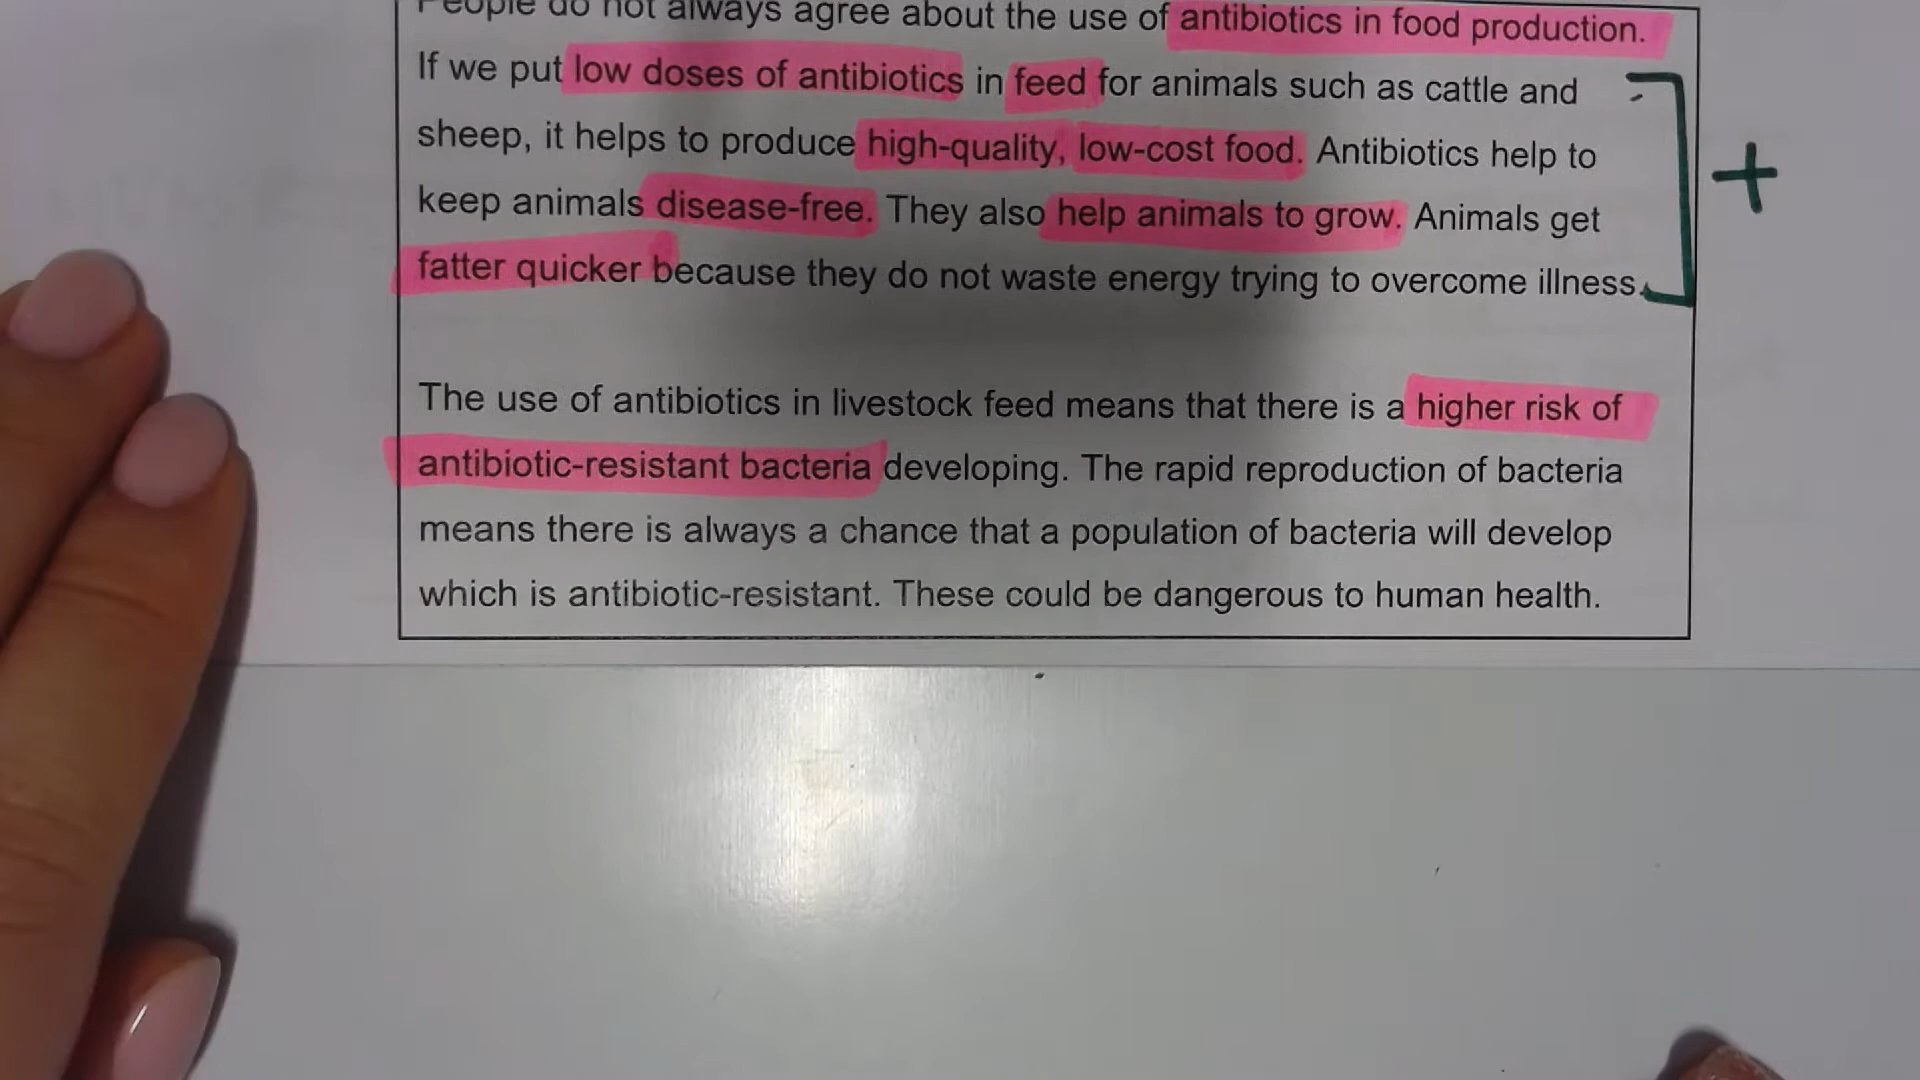 People do not always agree about the use of antibiotics in food production.
If we put low doses of antibiotics in feed for animals such as cattle and
sheep, it helps to produce high-quality, low-cost food. Antibiotics help to
keep animals disease-free. They also help animals to grow. Animals get
fatter quicker because they do not waste energy trying to overcome illness.
+
The use of antibiotics in livestock feed means that there is a higher risk of
antibiotic-resistant bacteria developing. The rapid reproduction of bacteria
means there is always a chance that a population of bacteria will develop
which is antibiotic-resistant. These could be dangerous to human health.